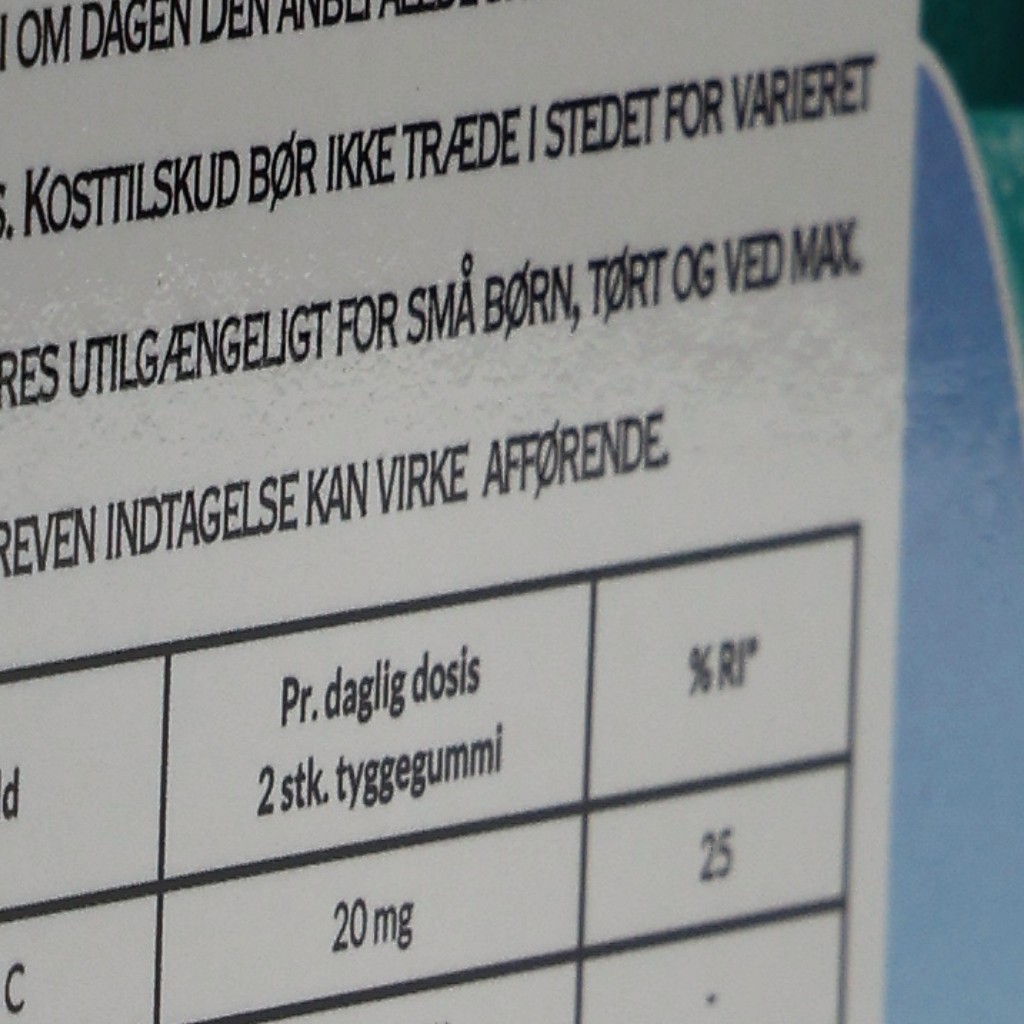 I OM DAGEN DEN
S. KOSTTILSKUD BØR IKKE TRÆDE I STEDET FOR VARIERET
RES UTILGÆNGELIGT FOR SMÅ BØRN, TØRT OG VED MAX.
REVEN INDTAGELSE KAN VIRKE AFFØRENDE.
ld
Pr. daglig dosis
2 stk. tyggegummi
% RI*
C
20 mg
25
-